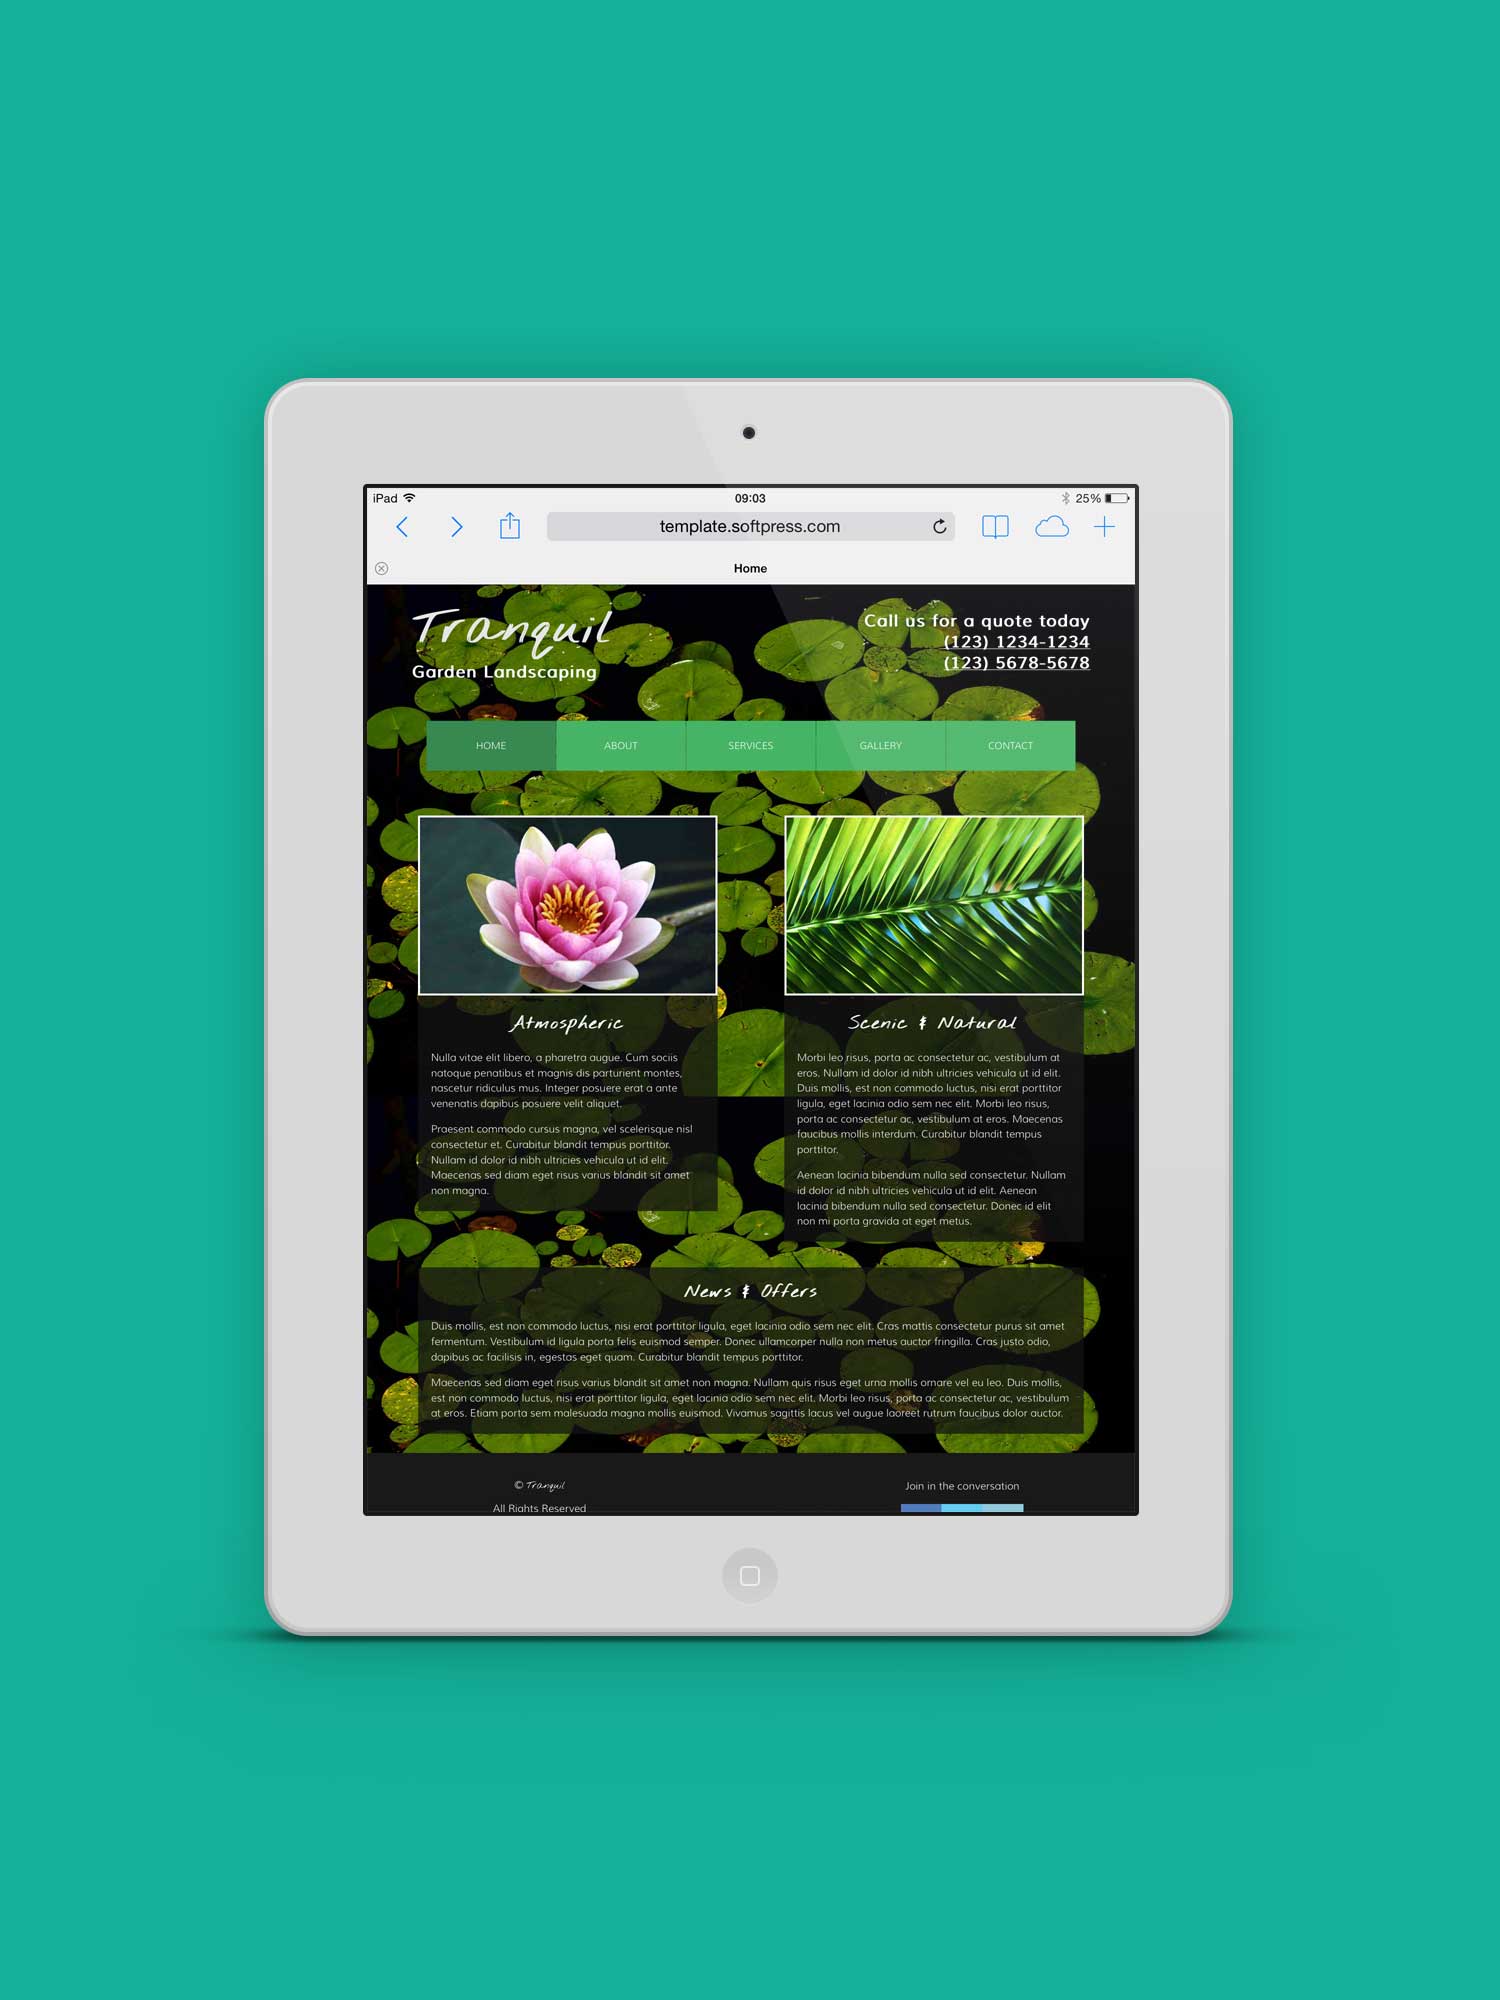 iPad 09:03 25%
template.softpress.com
Home
Tranquil
Garden Landscaping
Call us for a quote today
(123) 1234-1234
(123) 5678-5678
HOME ABOUT SERVICES GALLERY CONTACT
Atmospheric
Nulla vitae elit libero, a pharetra augue. Cum sociis
natoque penatibus et magnis dis parturient montes,
nascetur ridiculus mus. Integer posuere erat a ante
venenatis dapibus posuere velit aliquet.
Praesent commodo cursus magna, vel scelerisque nisl
consectetur et. Curabitur blandit tempus porttitor.
Nullam id dolor id nibh ultricies vehicula ut id elit.
Maecenas sed diam eget risus varius blandit sit amet
non magna.
Scenic & Natural
Morbi leo risus, porta ac consectetur ac, vestibulum at
eros. Nullam id dolor id nibh ultricies vehicula ut id elit.
Duis mollis, est non commodo luctus, nisi erat porttitor
ligula, eget lacinia odio sem nec elit. Morbi leo risus,
porta ac consectetur ac, vestibulum at eros. Maecenas
faucibus mollis interdum. Curabitur blandit tempus
porttitor.
Aenean lacinia bibendum nulla sed consectetur. Nullam
id dolor id nibh ultricies vehicula ut id elit. Aenean
lacinia bibendum nulla sed consectetur. Donec id elit
non mi porta gravida at eget metus.
News & Offers
Duis mollis, est non commodo luctus, nisi erat porttitor ligula, eget lacinia odio sem nec elit. Cras mattis consectetur purus sit amet
fermentum. Vestibulum id ligula porta felis euismod semper. Donec ullamcorper nulla non metus auctor fringilla. Cras justo odio,
dapibus ac facilisis in, egestas eget quam. Curabitur blandit tempus porttitor.
Maecenas sed diam eget risus varius blandit sit amet non magna. Nullam quis risus eget urna mollis ornare vel eu leo. Duis mollis,
est non commodo luctus, nisi erat porttitor ligula, eget lacinia odio sem nec elit. Morbi leo risus, porta ac consectetur ac, vestibulum
at eros. Etiam porta sem malesuada magna mollis euismod. Vivamus sagittis lacus vel augue laoreet rutrum faucibus dolor auctor.
© Tranquil
All Rights Reserved
Join in the conversation